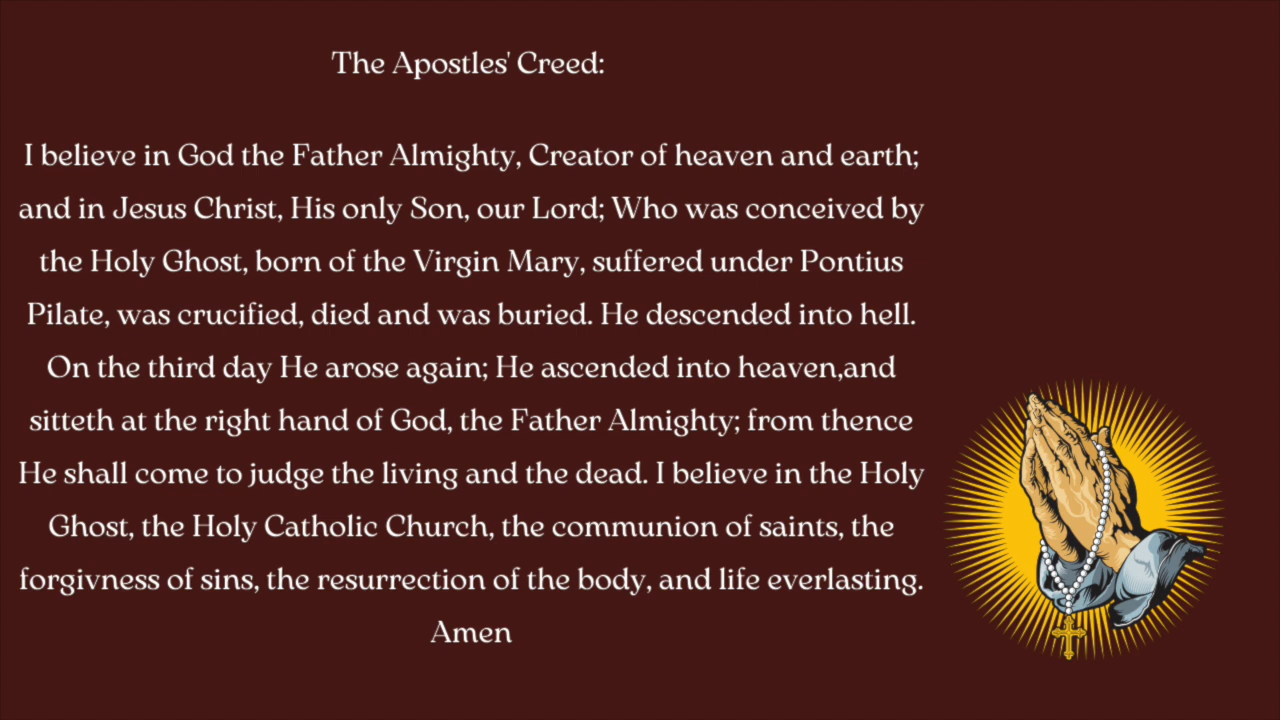 The Apostles' Creed:
I believe in God the Father Almighty, Creator of heaven and earth;
and in Jesus Christ, His only Son, our Lord; Who was conceived by
the Holy Ghost, born of the Virgin Mary, suffered under Pontius
Pilate, was crucified, died and was buried. He descended into hell.
On the third day He arose again; He ascended into heaven,and
sitteth at the right hand of God, the Father Almighty; from thence
He shall come to judge the living and the dead. I believe in the Holy
Ghost, the Holy Catholic Church, the communion of saints, the
forgivness of sins, the resurrection of the body, and life everlasting.
Amen